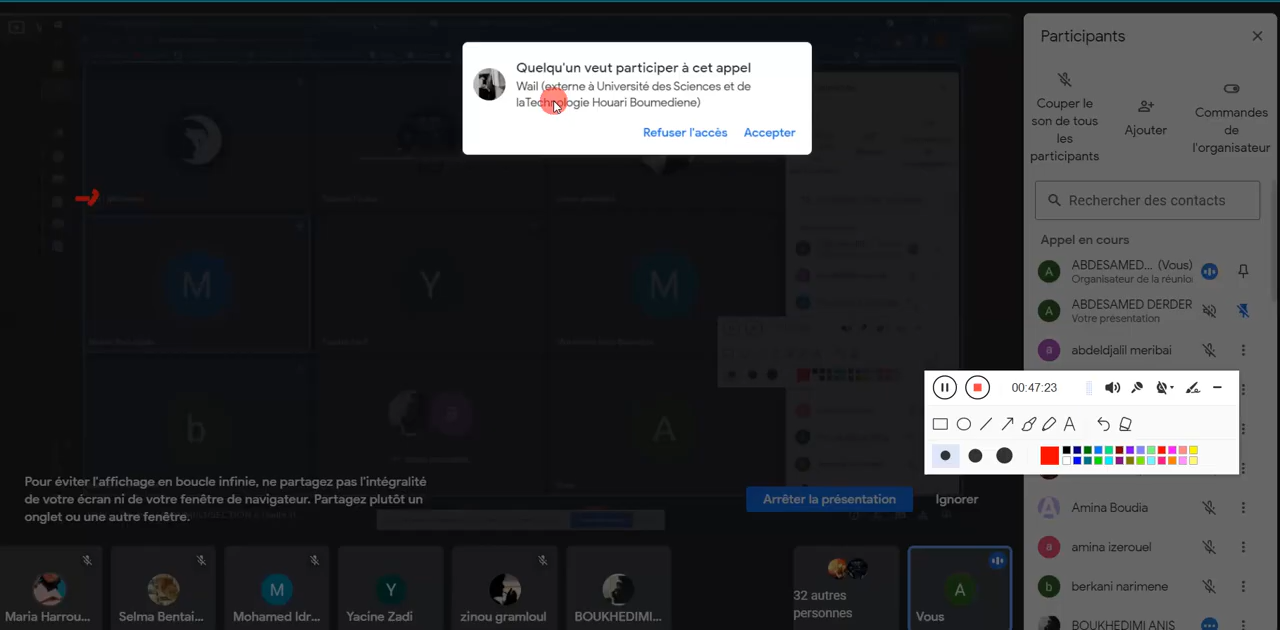 Quelqu'un veut participer à cet appel
Wail (externe à Université des Sciences et de
laTechnologie Houari Boumediene)
Refuser l'accès
Accepter
Participants
Couper le
son de tous
les
participants
Ajouter
Commandes
de
l'organisateur
Rechercher des contacts
Appel en cours
A
ABDESAMED... (Vous)
Organisateur de la réunio
A
ABDESAMED DERDER
Votre présentation
a
abdeldjalil meribai
00:47:23
A
Amina Boudia
a
amina izerouel
b
berkani narimene
BOUKHEDIMI ANIS
M
Y
M
b
a
A
Pour éviter l'affichage en boucle infinie, ne partagez pas l'intégralité
de votre écran ni de votre fenêtre de navigateur. Partagez plutôt un
onglet ou une autre fenêtre.
Arrêter la présentation
Ignorer
Maria Harrou...
Selma Bentai...
M
Mohamed Idr...
Y
Yacine Zadi
zinou gramloul
BOUKHEDIMI...
32 autres
personnes
A
Vous